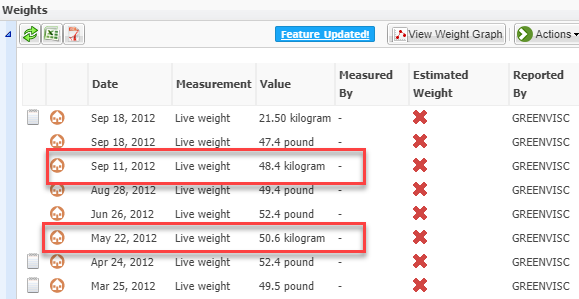 Weights
Feature Updated! View Weight Graph Actions
Date Measurement Value Measured By Estimated Weight Reported By
Sep 18, 2012 Live weight 21.50 kilogram - GREENVISC
Sep 18, 2012 Live weight 47.4 pound - GREENVISC
Sep 11, 2012 Live weight 48.4 kilogram - GREENVISC
Aug 28, 2012 Live weight 49.4 pound - GREENVISC
Jun 26, 2012 Live weight 52.4 pound - GREENVISC
May 22, 2012 Live weight 50.6 kilogram - GREENVISC
Apr 24, 2012 Live weight 52.4 pound - GREENVISC
Mar 25, 2012 Live weight 49.5 pound - GREENVISC